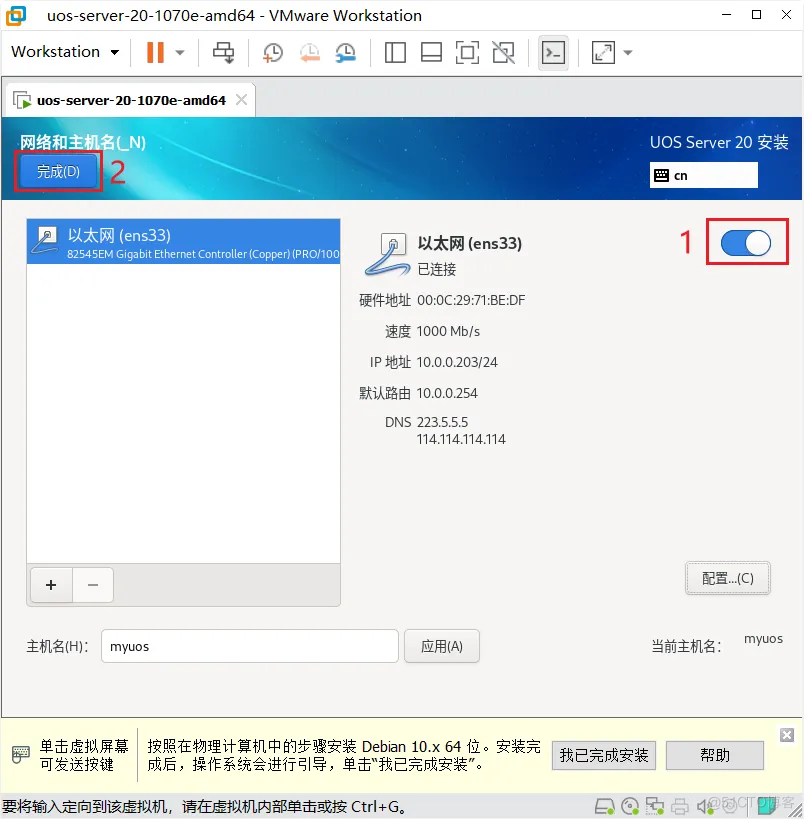 uos-server-20-1070e-amd64 - VMware Workstation
Workstation
uos-server-20-1070e-amd64
网络和主机名(_N)
UOS Server 20 安装
完成(D)
2
cn
以太网 (ens33)
82545EM Gigabit Ethernet Controller (Copper) (PRO/100
以太网 (ens33)
已连接
1
硬件地址 00:0C:29:71:BE:DF
速度 1000 Mb/s
IP 地址 10.0.0.203/24
默认路由 10.0.0.254
DNS 223.5.5.5
114.114.114.114
+
−
配置...(C)
主机名(H)：
myuos
应用(A)
当前主机名：
myuos
单击虚拟屏幕
可发送按键
按照在物理计算机中的步骤安装 Debian 10.x 64 位。安装完
成后，操作系统会进行引导，单击“我已完成安装”。
我已完成安装
帮助
要将输入定向到该虚拟机，请在虚拟机内部单击或按 Ctrl+G。
@51CTO博客